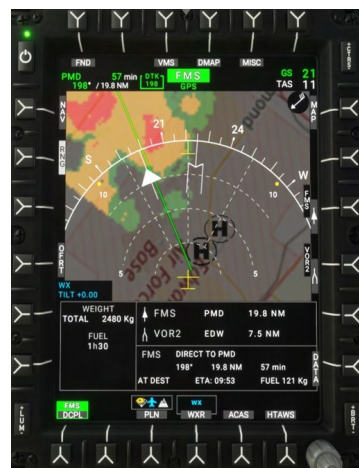 FND VMS DMAP MISC
PMD 57 min DTK FMS GS 21
198° / 19.8 NM 198 GPS TAS 11
NAV
MAP
RNG
21
24
S
W
10
10
FMS
5
5
VOR2
OFRT
H
H
Air Force
Base
WX
TILT +0.00
WEIGHT
TOTAL 2480 Kg
FUEL
1h30
FMS PMD 19.8 NM
VOR2 EDW 7.5 NM
FMS DIRECT TO PMD
198° 19.8 NM 57 min
AT DEST ETA: 09:53 FUEL 121 Kg
DATA
FMS
DCPL PLN WX
WXR ACAS HTAWS
+LUM-
+BRT-